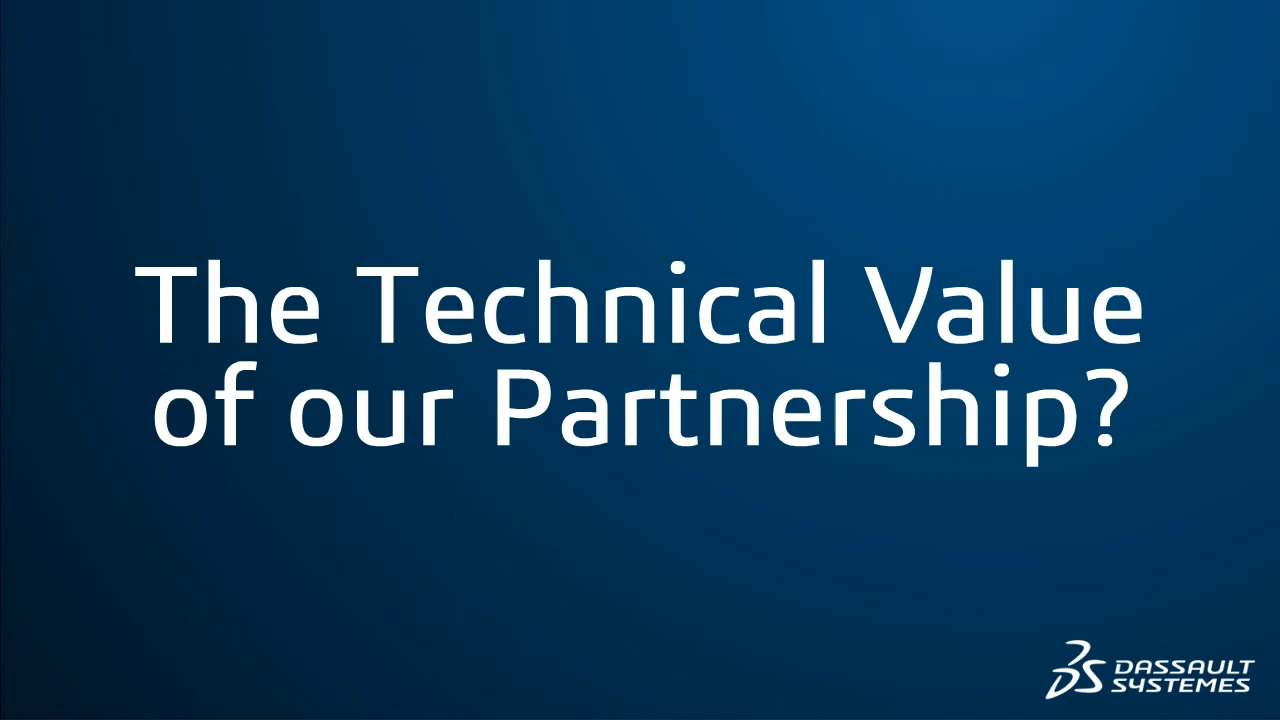 The Technical Value
of our Partnership?
DASSAULT
SYSTEMES